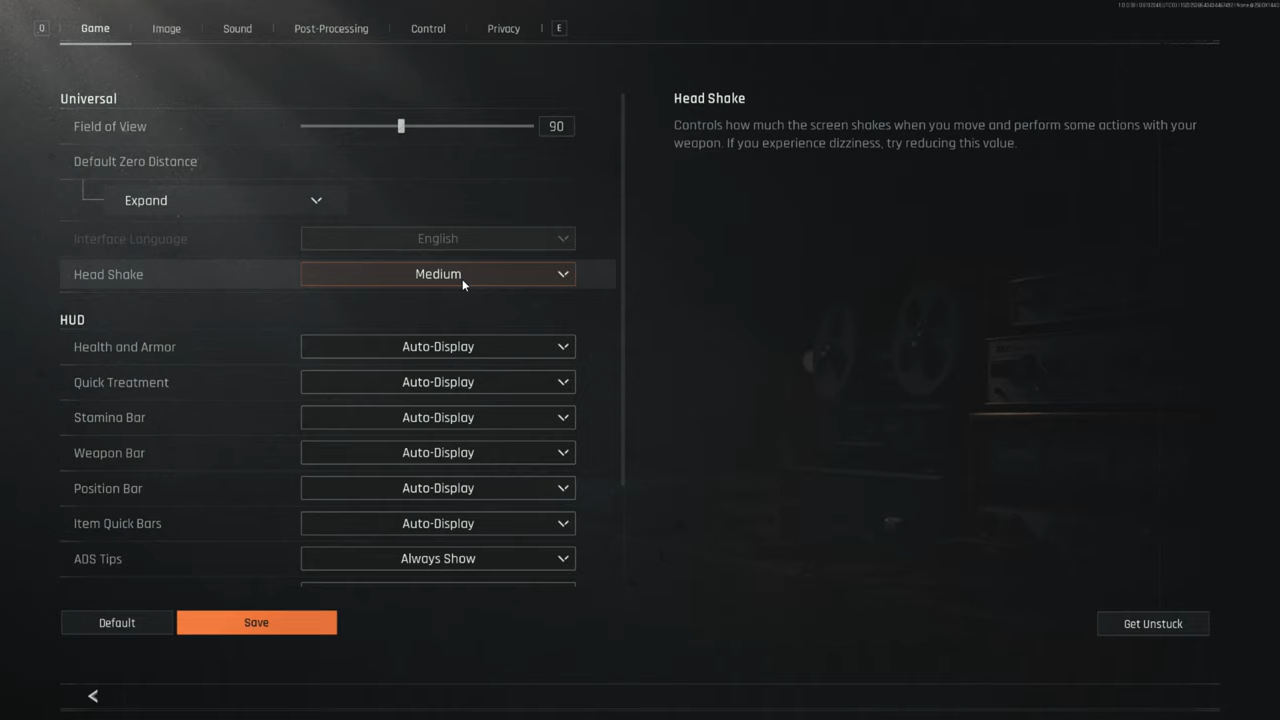 Q
Game
Image
Sound
Post-Processing
Control
Privacy
E
Universal
Field of View
90
Default Zero Distance
Expand
Interface Language
English
Head Shake
Medium
HUD
Health and Armor
Auto-Display
Quick Treatment
Auto-Display
Stamina Bar
Auto-Display
Weapon Bar
Auto-Display
Position Bar
Auto-Display
Item Quick Bars
Auto-Display
ADS Tips
Always Show
Default
Save
Head Shake
Controls how much the screen shakes when you move and perform some actions with your
weapon. If you experience dizziness, try reducing this value.
Get Unstuck